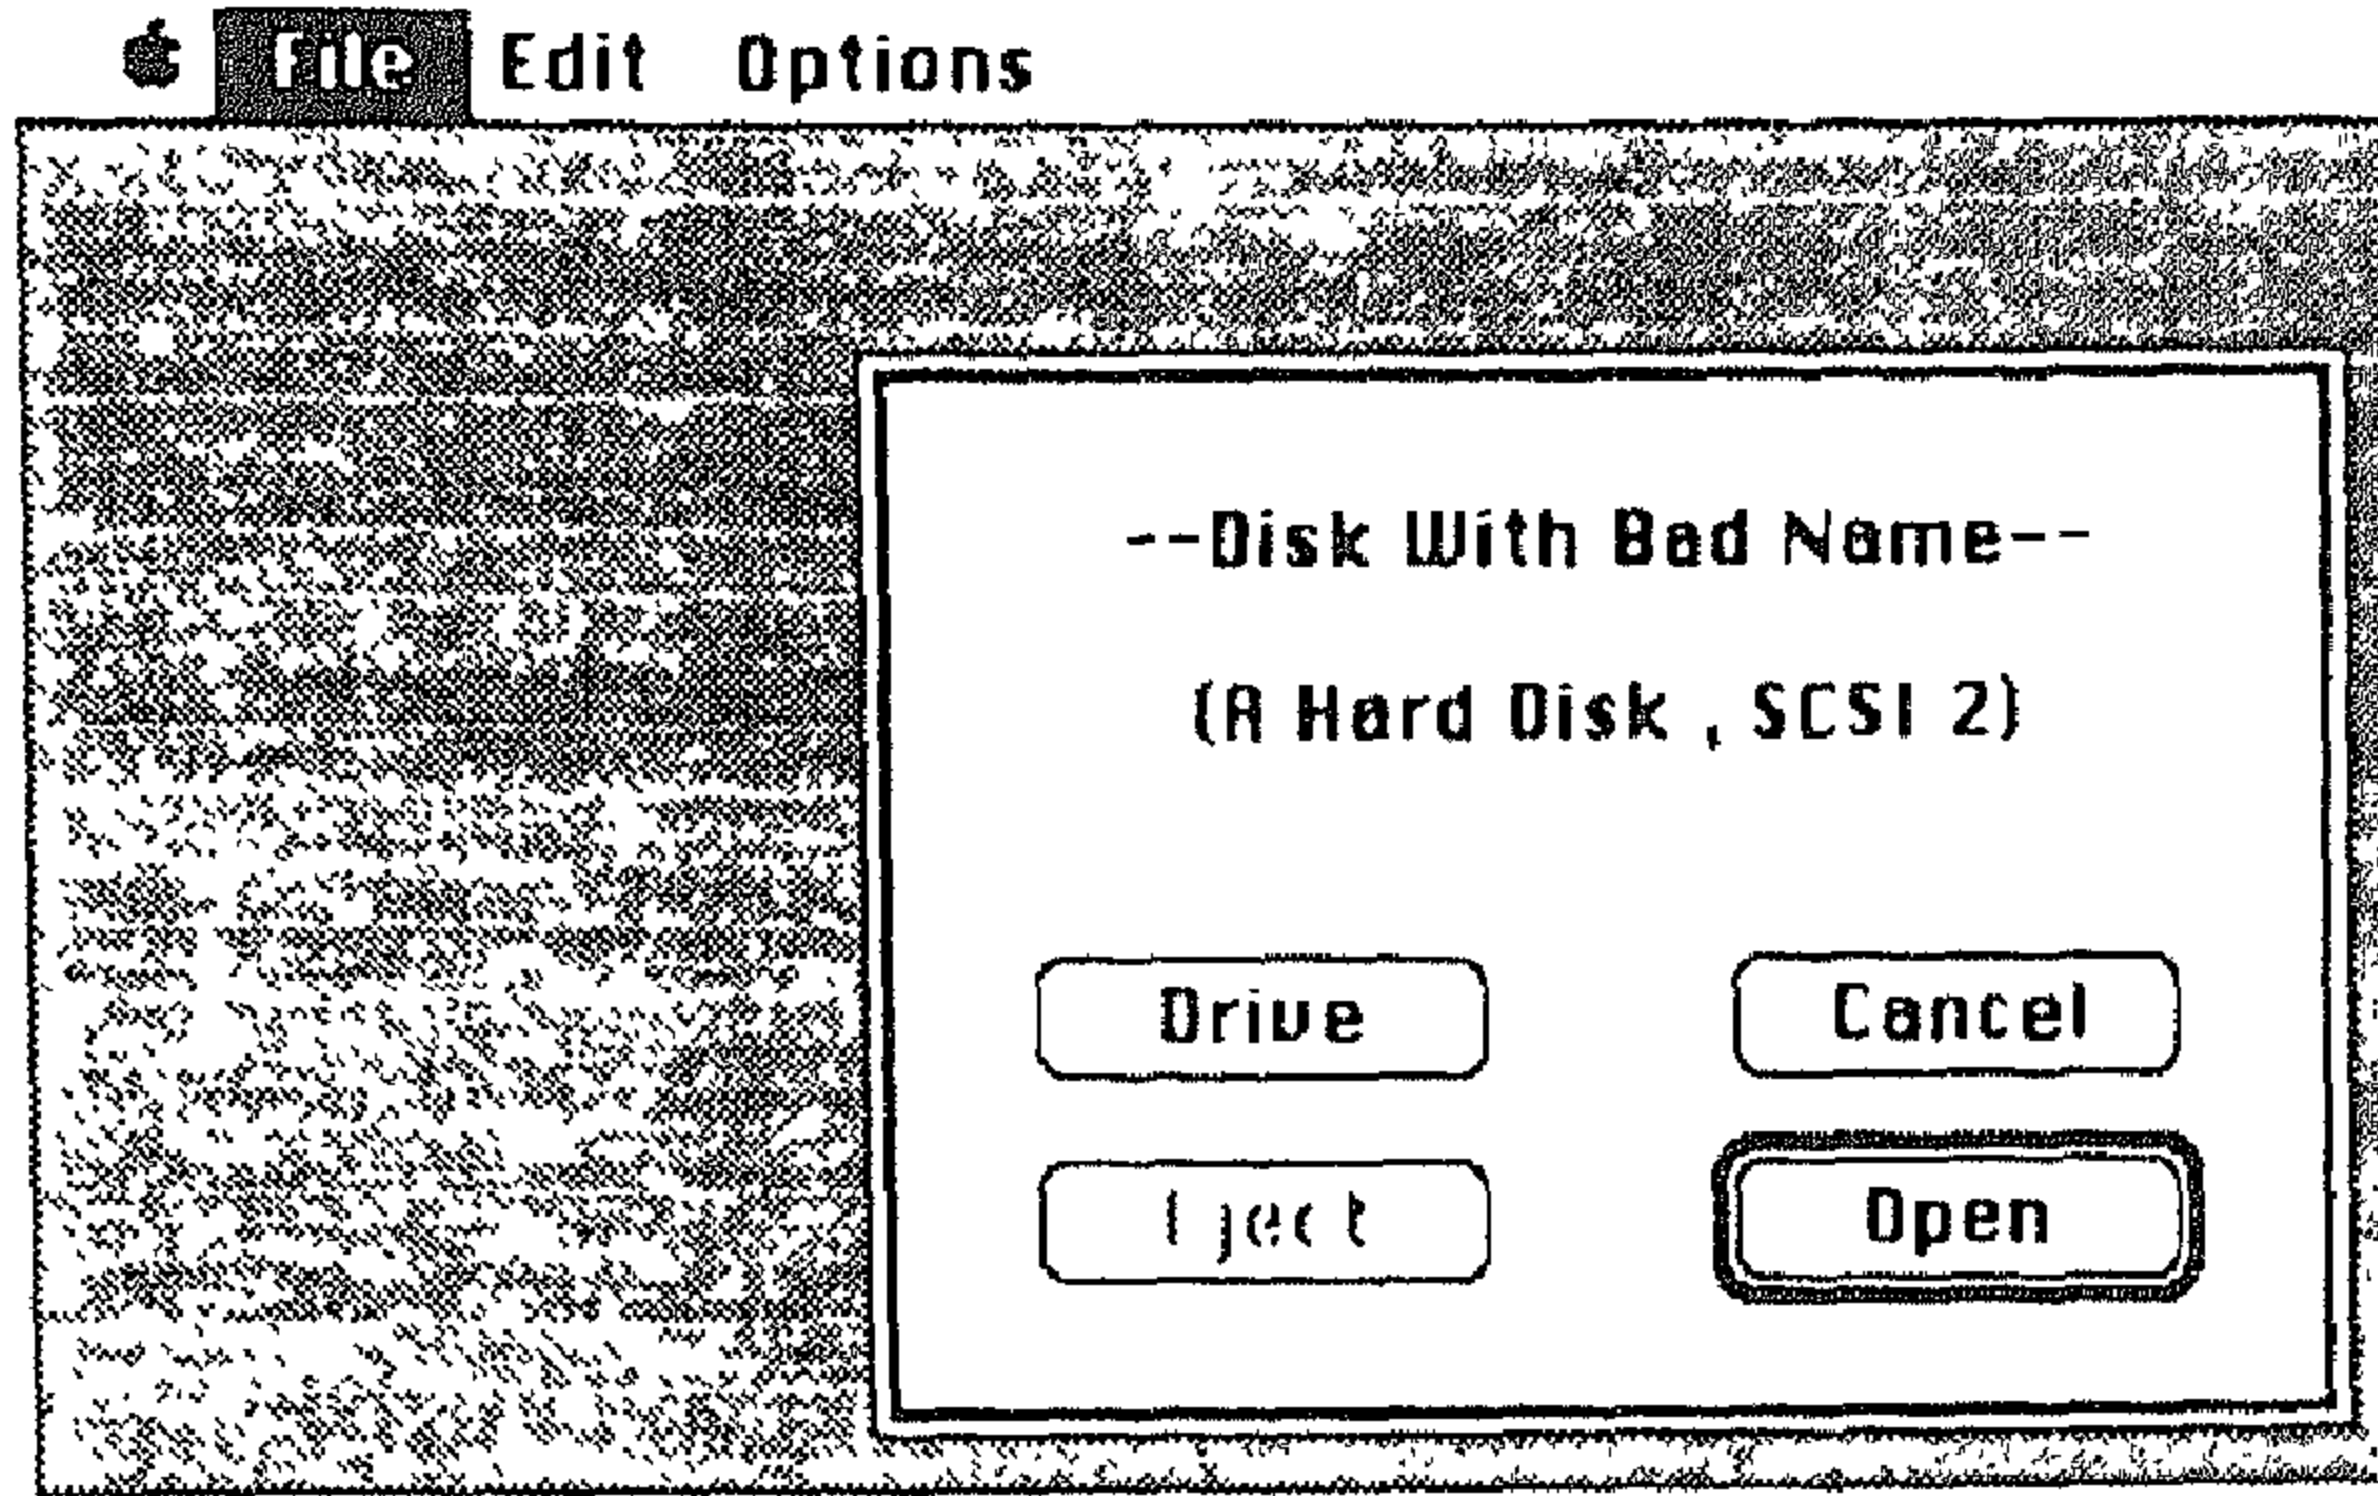 File Edit Options
--Disk With Bad Name--
(A Hard Disk , SCSI 2)
Drive Cancel
Eject Open